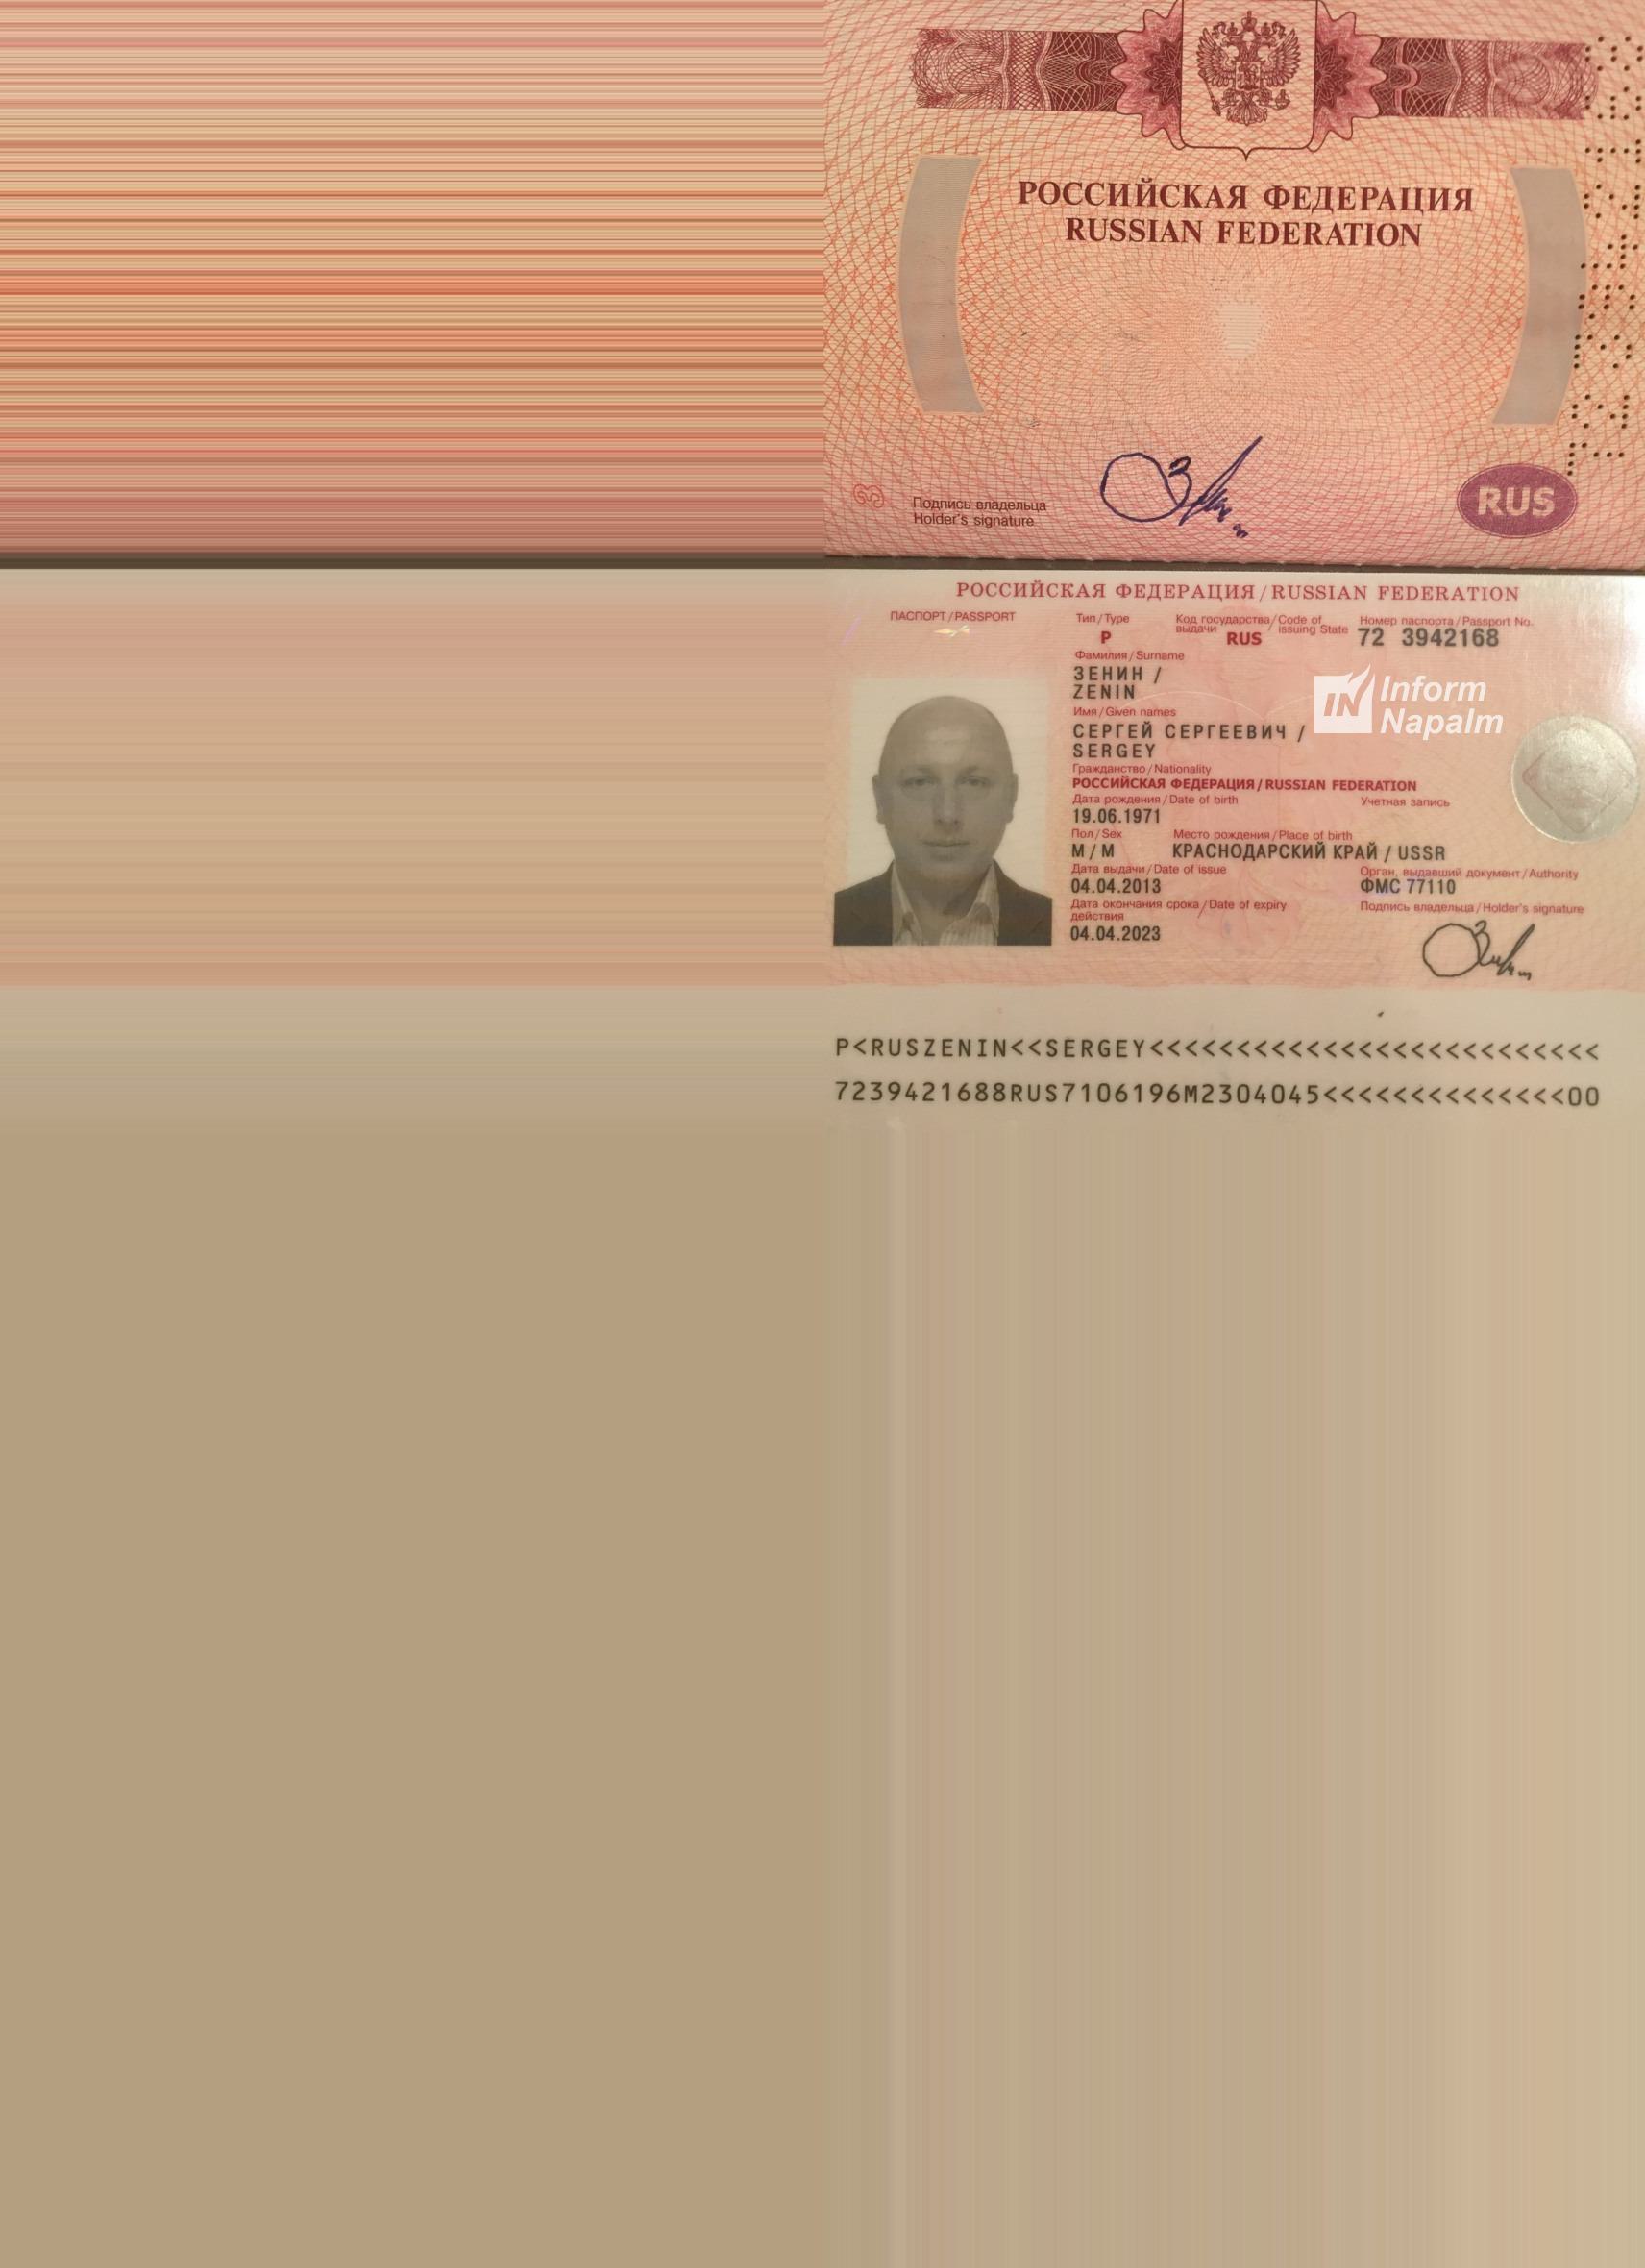 РОССИЙСКАЯ ФЕДЕРАЦИЯ
RUSSIAN FEDERATION
Подпись владельца
Holder's signature
RUS
РОССИЙСКАЯ ФЕДЕРАЦИЯ / RUSSIAN FEDERATION
ПАСПОРТ / PASSPORT
Тип / Type
Код государства / Code of
выдачи issuing State
Номер паспорта / Passport No.
P
RUS
72 3942168
Фамилия / Surname
ЗЕНИН /
ZENIN
Inform
Napalm
Имя / Given names
СЕРГЕЙ СЕРГЕЕВИЧ /
SERGEY
Гражданство / Nationality
РОССИЙСКАЯ ФЕДЕРАЦИЯ / RUSSIAN FEDERATION
Дата рождения / Date of birth
Учетная запись
19.06.1971
Пол / Sex
Место рождения / Place of birth
М / M
КРАСНОДАРСКИЙ КРАЙ / USSR
Дата выдачи / Date of issue
Орган, выдавший документ / Authority
04.04.2013
ФМС 77110
Дата окончания срока / Date of expiry
действия
Подпись владельца / Holder's signature
04.04.2023
P<RUSZENIN<<SERGEY<<<<<<<<<<<<<<<<<<<<<<<<<<
7239421688RUS7106196M2304045<<<<<<<<<<<<<<00